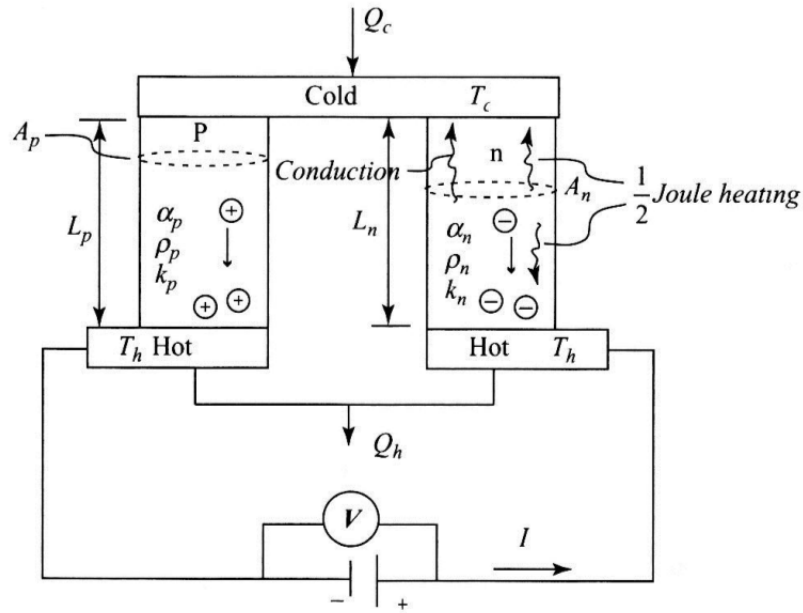 Q_c
Cold T_c
A_p P
Conduction n
A_n 1/2 Joule heating
L_p L_n
α_p + α_n −
ρ_p ρ_n
k_p k_n
+ + − −
T_h Hot Hot T_h
Q_h
V
I
− +